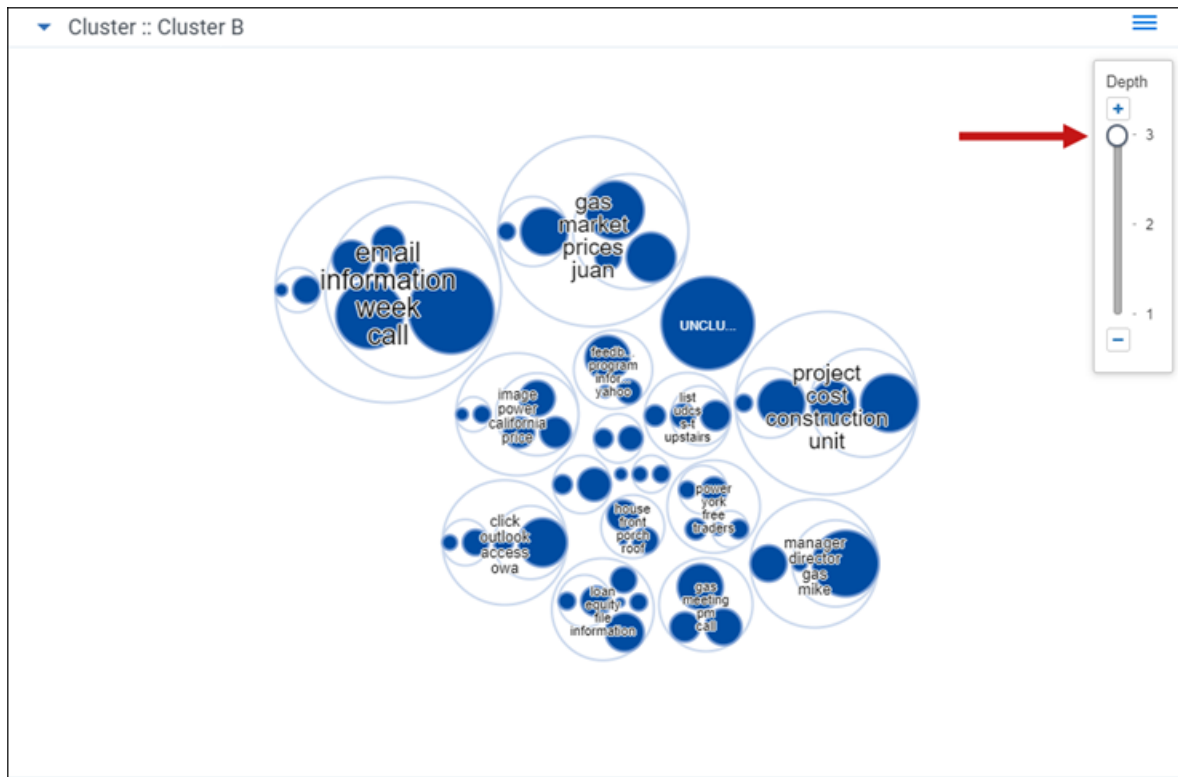 Cluster :: Cluster B
Depth
+
3
2
1
−
email
information
week
call
gas
market
prices
juan
UNCLU...
feedb...
program
infor
yahoo
image
power
california
price
list
udcs
s-t
upstairs
project
cost
construction
unit
click
outlook
access
owa
house
front
porch
roof
power
york
free
traders
manager
director
gas
mike
loan
equity
file
information
gas
meeting
pm
call